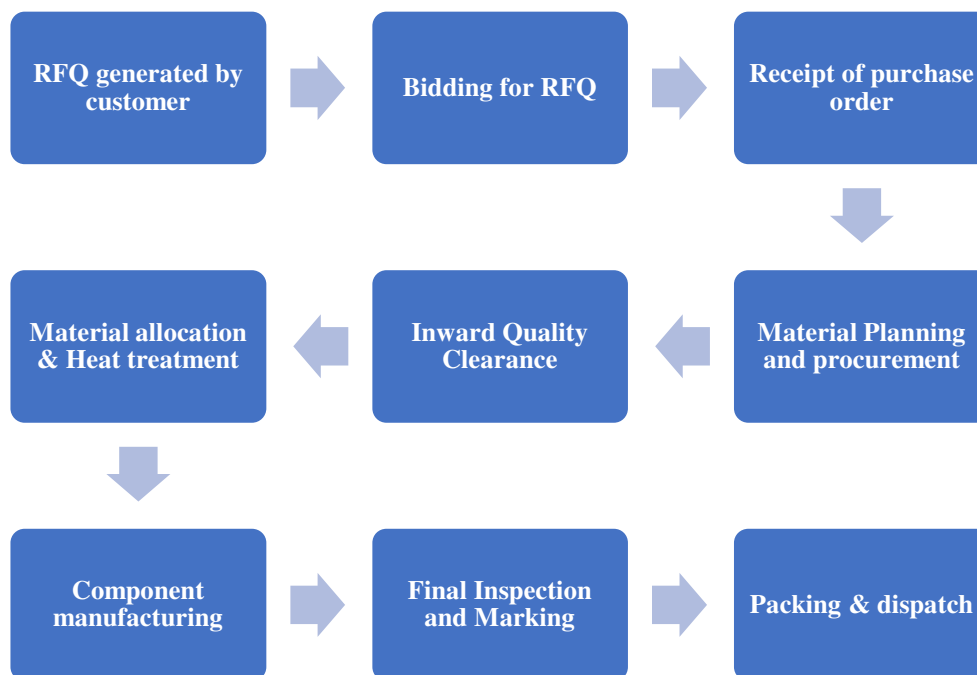 RFQ generated by
customer
Bidding for RFQ
Receipt of purchase
order
Material Planning
and procurement
Inward Quality
Clearance
Material allocation
& Heat treatment
Component
manufacturing
Final Inspection
and Marking
Packing & dispatch